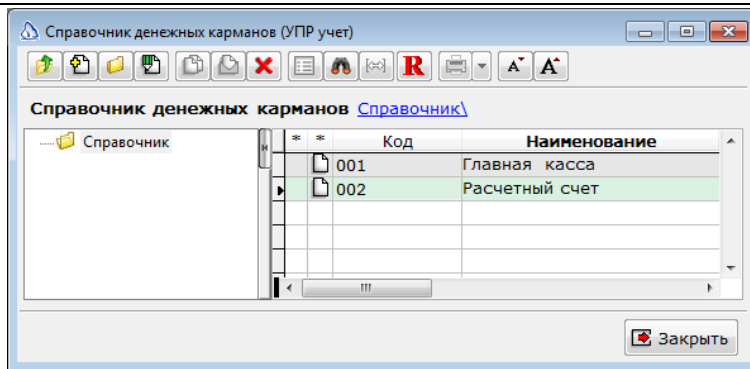 Справочник денежных карманов (УПР учет)
R A A
Справочник денежных карманов Справочник\
Справочник
* * Код Наименование
001 Главная касса
002 Расчетный счет
Закрыть